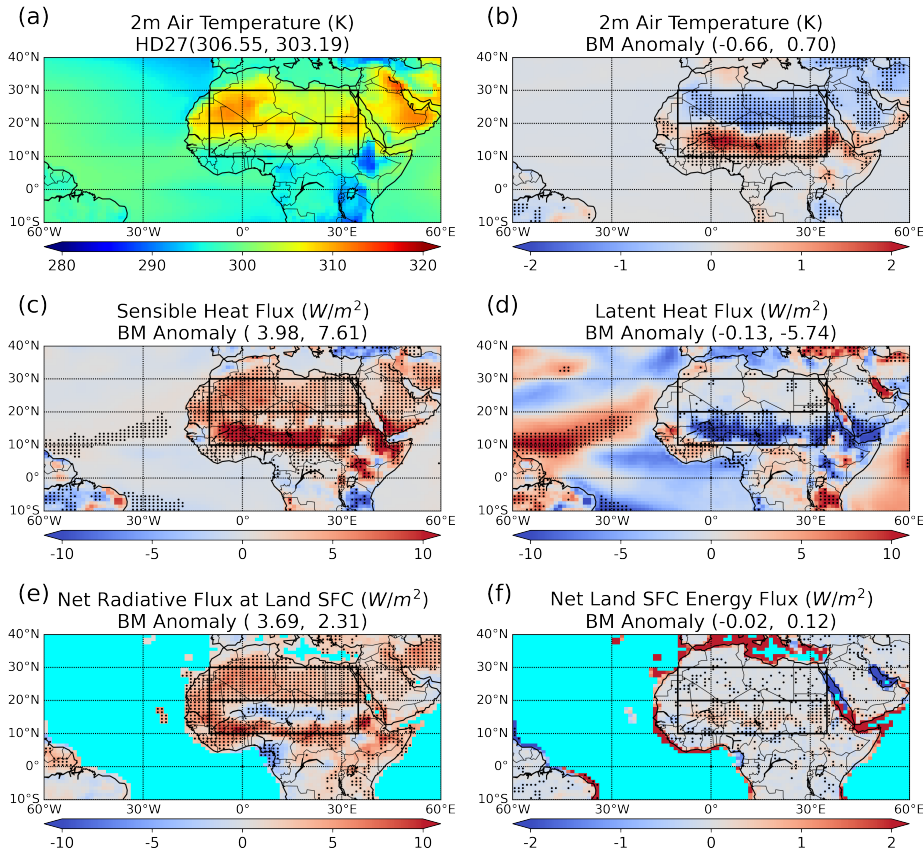 (a)
2m Air Temperature (K)
HD27(306.55, 303.19)
40°N
30°N
20°N
10°N
0°
10°S
60°W
30°W
0°
30°E
60°E
280
290
300
310
320
(b)
2m Air Temperature (K)
BM Anomaly (-0.66, 0.70)
40°N
30°N
20°N
10°N
0°
10°S
60°W
30°W
0°
30°E
60°E
-2
-1
0
1
2
(c)
Sensible Heat Flux (W/m²)
BM Anomaly ( 3.98, 7.61)
40°N
30°N
20°N
10°N
0°
10°S
60°W
30°W
0°
30°E
60°E
-10
-5
0
5
10
(d)
Latent Heat Flux (W/m²)
BM Anomaly (-0.13, -5.74)
40°N
30°N
20°N
10°N
0°
10°S
60°W
30°W
0°
30°E
60°E
-10
-5
0
5
10
(e)
Net Radiative Flux at Land SFC (W/m²)
BM Anomaly ( 3.69, 2.31)
40°N
30°N
20°N
10°N
0°
10°S
60°W
30°W
0°
30°E
60°E
-10
-5
0
5
10
(f)
Net Land SFC Energy Flux (W/m²)
BM Anomaly (-0.02, 0.12)
40°N
30°N
20°N
10°N
0°
10°S
60°W
30°W
0°
30°E
60°E
-2
-1
0
1
2